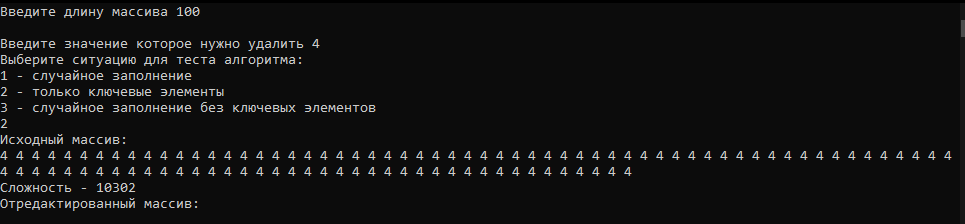 Введите длину массива 100
Введите значение которое нужно удалить 4
Выберите ситуацию для теста алгоритма:
1 - случайное заполнение
2 - только ключевые элементы
3 - случайное заполнение без ключевых элементов
2
Исходный массив:
4 4 4 4 4 4 4 4 4 4 4 4 4 4 4 4 4 4 4 4 4 4 4 4 4 4 4 4 4 4 4 4 4 4 4 4 4 4 4 4 4 4 4 4 4 4 4 4 4 4 4 4 4 4 4 4 4 4 4 4
4 4 4 4 4 4 4 4 4 4 4 4 4 4 4 4 4 4 4 4 4 4 4 4 4 4 4 4 4 4 4 4 4 4 4 4 4 4 4 4
Сложность - 10302
Отредактированный массив: